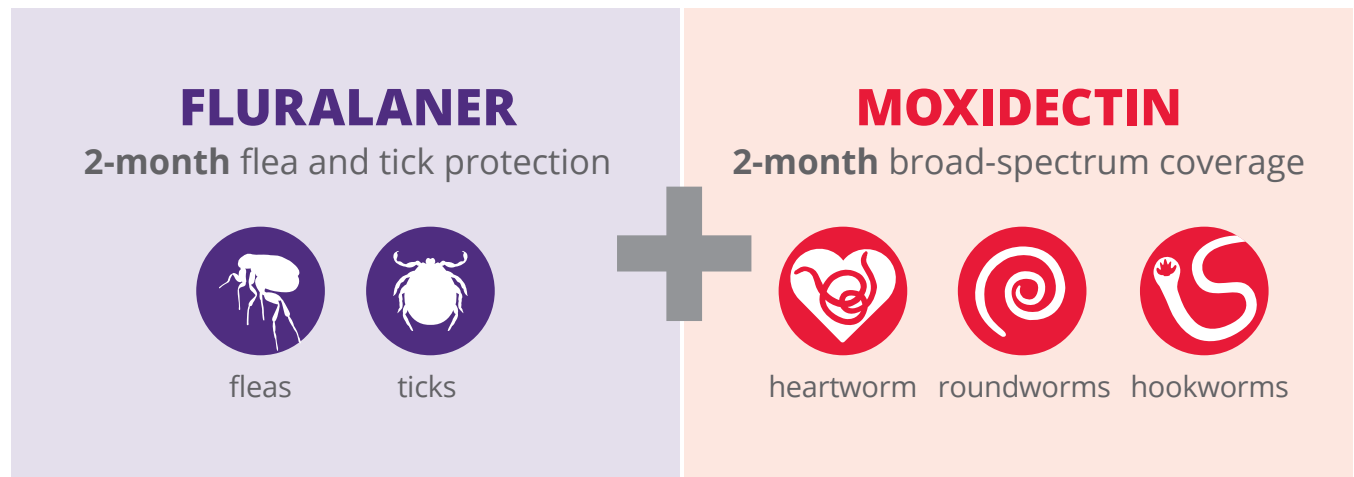 FLURALANER
2-month flea and tick protection
fleas
ticks
MOXIDECTIN
2-month broad-spectrum coverage
heartworm
roundworms
hookworms